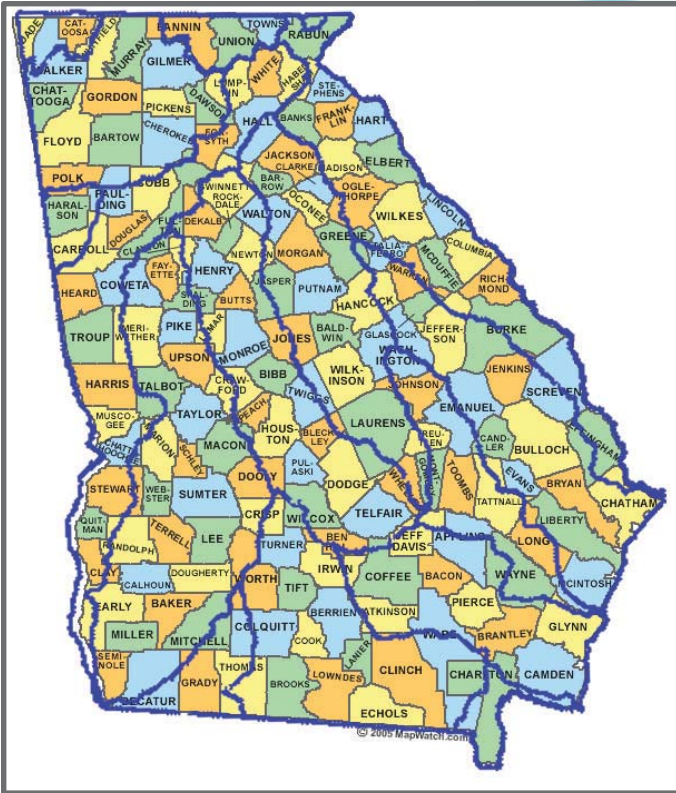 DADE
CAT-
OOSA
WHITFIELD
MURRAY
FANNIN
UNION
TOWNS
RABUN
WALKER
GILMER
LUMP-
KIN
WHITE
HABER-
SHAM
STE-
PHENS
CHAT-
TOOGA
GORDON
PICKENS
DAWSON
HALL
BANKS
FRANK-
LIN
HART
FLOYD
BARTOW
CHEROKEE
FOR-
SYTH
JACKSON
MADISON
ELBERT
POLK
PAUL-
DING
COBB
GWINNETT
BAR-
ROW
CLARKE
OCONEE
OGLE-
THORPE
WILKES
LINCOLN
HARAL-
SON
DOUGLAS
FUL-
TON
DEKALB
ROCK-
DALE
WALTON
GREENE
TALIA-
FERRO
MCDUFFIE
COLUMBIA
CARROLL
CLAYTON
HENRY
NEWTON
MORGAN
WARREN
RICH-
MOND
HEARD
COWETA
FAY-
ETTE
SPAL-
DING
BUTTS
JASPER
PUTNAM
HANCOCK
GLASCOCK
JEFFER-
SON
BURKE
TROUP
MERI-
WETHER
PIKE
LAMAR
MONROE
JONES
BALD-
WIN
WASH-
INGTON
JENKINS
SCREVEN
HARRIS
TALBOT
UPSON
CRAW-
FORD
BIBB
TWIGGS
WILK-
INSON
JOHNSON
EMANUEL
MUSCO-
GEE
CHATTA-
HOOCHEE
MARION
TAYLOR
SCHLEY
MACON
PEACH
HOUS-
TON
BLECK-
LEY
LAURENS
TREUTLEN
CAND-
LER
BULLOCH
EFFINGHAM
STEWART
WEB-
STER
SUMTER
DOOLY
PUL-
ASKI
DODGE
WHEELER
MONT-
GOMERY
TOOMBS
TATTNALL
EVANS
BRYAN
CHATHAM
QUIT-
MAN
RANDOLPH
TERRELL
LEE
CRISP
WILCOX
TELFAIR
JEFF
DAVIS
APPLING
LONG
LIBERTY
CLAY
CALHOUN
DOUGHERTY
WORTH
TURNER
BEN
IRWIN
TIFT
COFFEE
BACON
WAYNE
MCINTOSH
EARLY
BAKER
MITCHELL
COLQUITT
BERRIEN
ATKINSON
PIERCE
BRANTLEY
GLYNN
MILLER
COOK
LANIER
WARE
SEMI-
NOLE
DECATUR
GRADY
THOMAS
BROOKS
LOWNDES
CLINCH
CHARLTON
CAMDEN
ECHOLS
© 2005 MapWatch.com